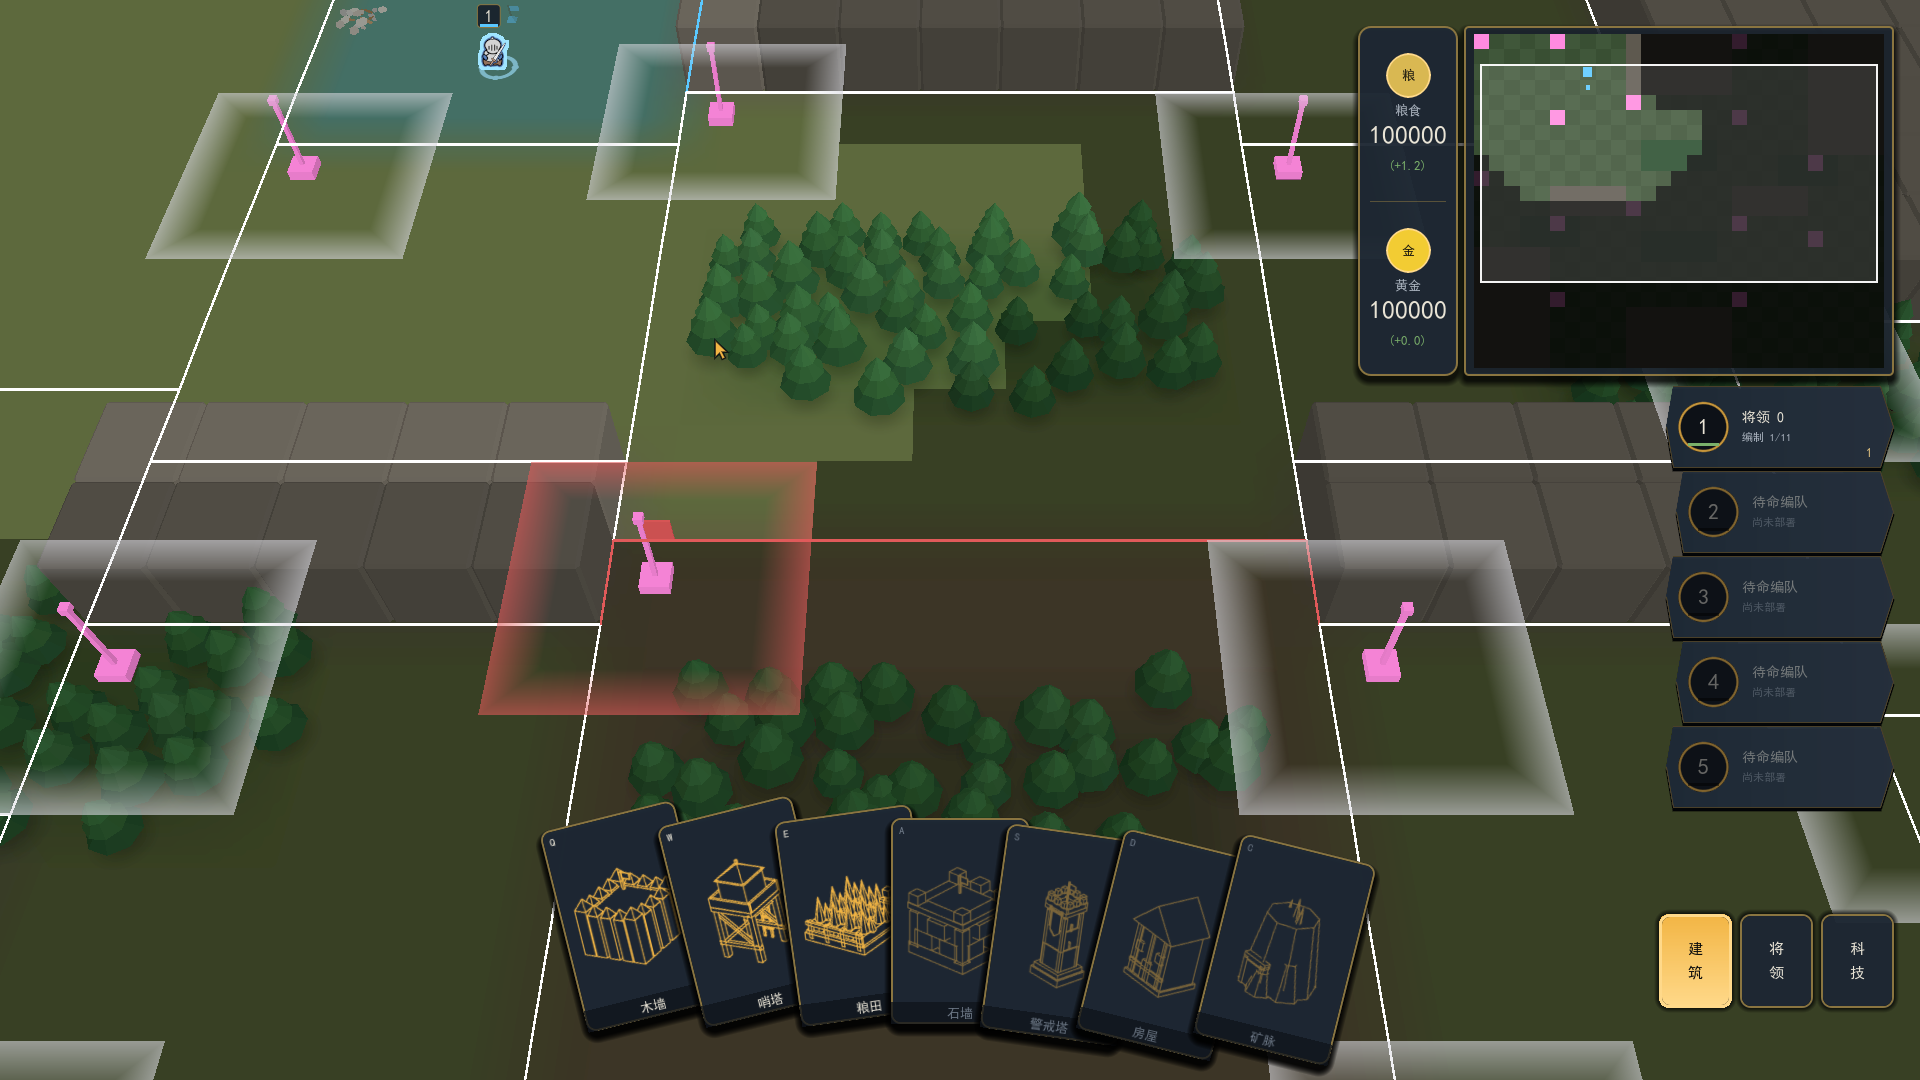 1
粮
粮食
100000
(+1.2)
金
黄金
100000
(+0.0)
1
将领 0
编制 1/11
1
2
待命编队
尚未部署
3
待命编队
尚未部署
4
待命编队
尚未部署
5
待命编队
尚未部署
Q
木墙
W
哨塔
E
粮田
A
石墙
S
警戒塔
D
房屋
C
矿脉
建筑
将领
科技